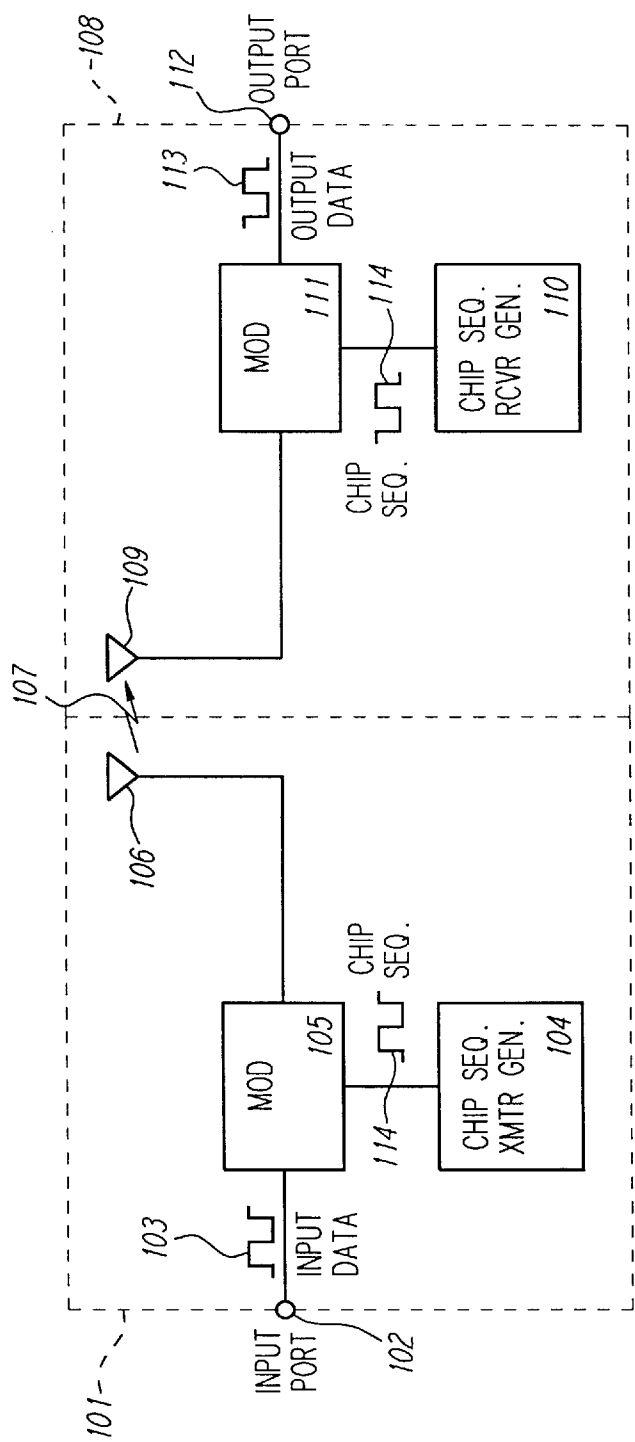 101
INPUT
PORT
102
103
INPUT
DATA
MOD
105
114
CHIP
SEQ.
CHIP SEQ.
XMTR GEN.
104
106
107
109
MOD
111
CHIP
SEQ.
114
CHIP SEQ.
RCVR GEN.
110
113
OUTPUT
DATA
112
OUTPUT
PORT
108